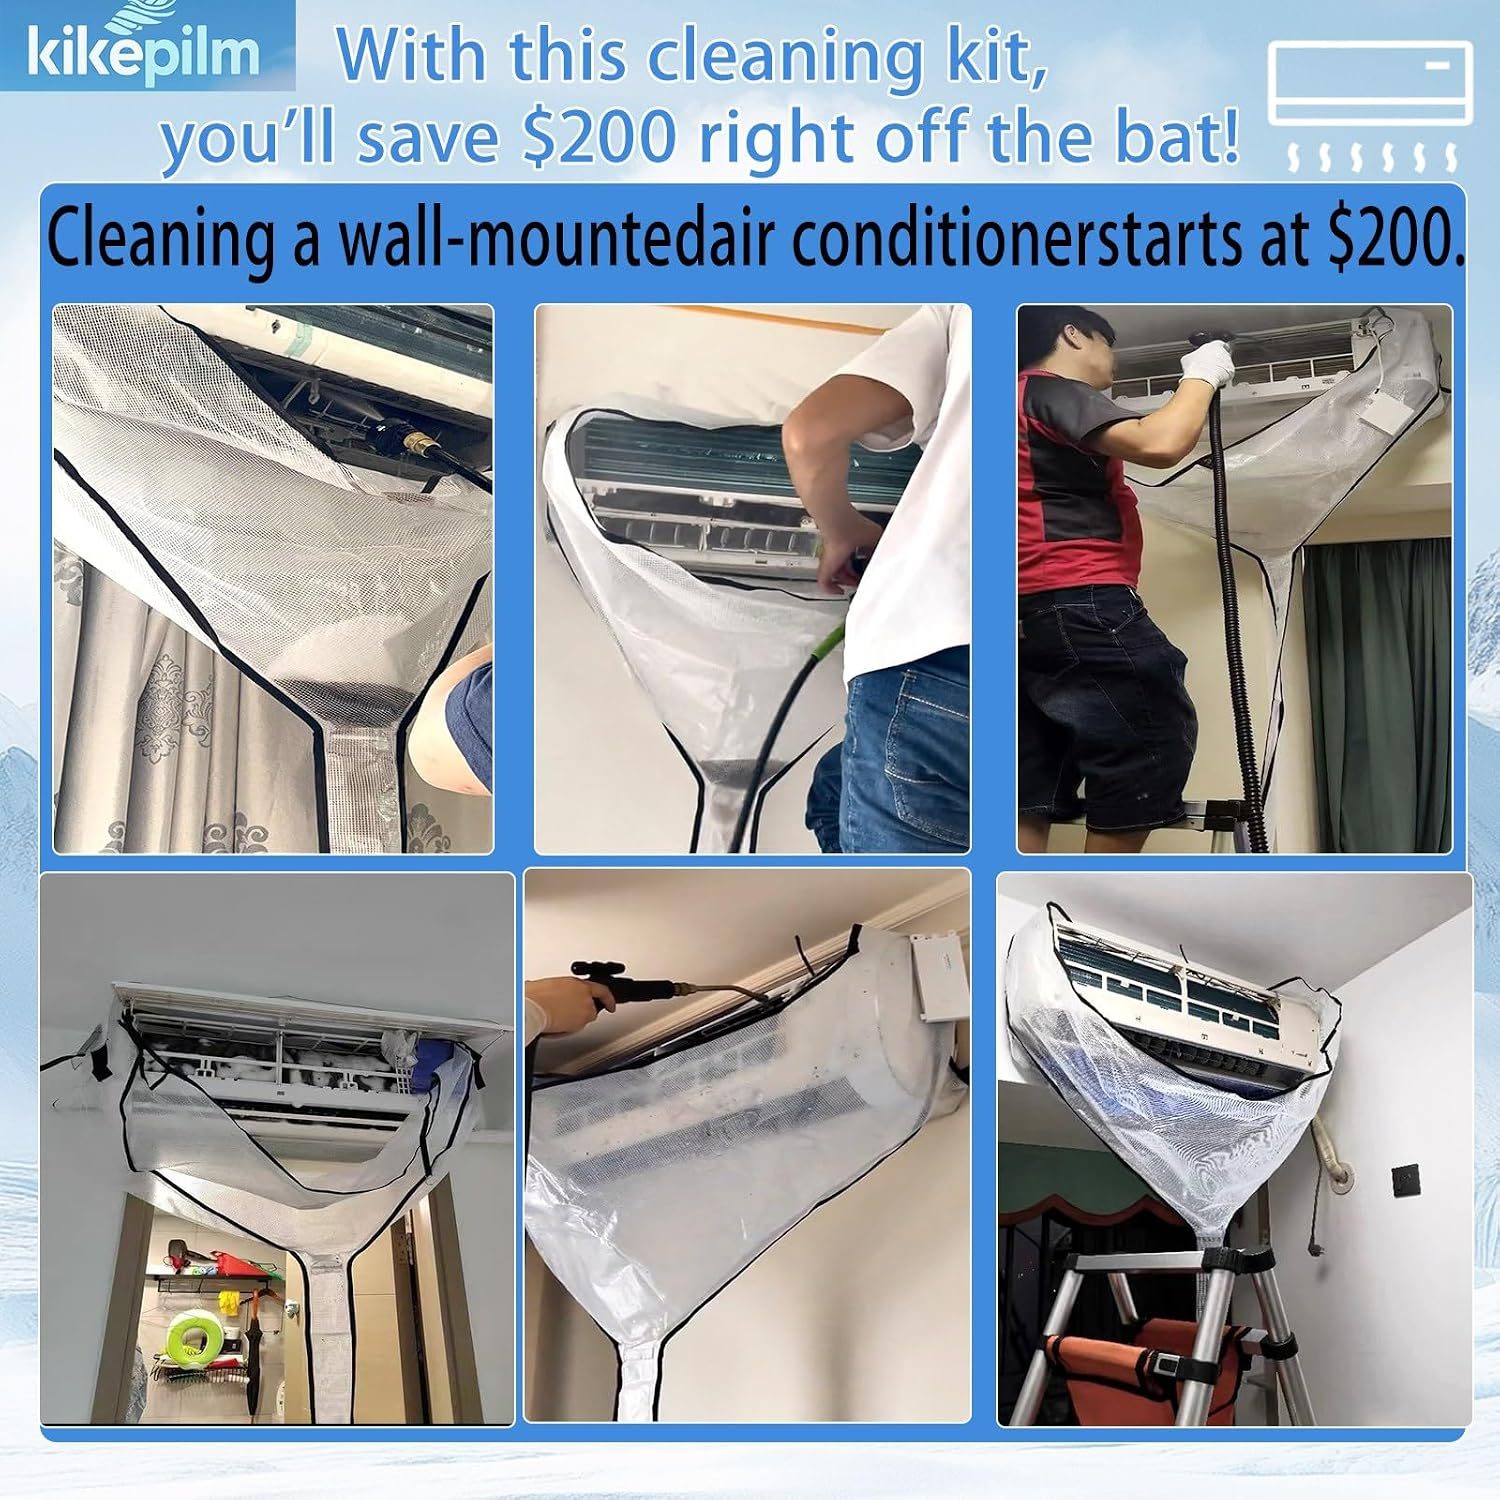 kikepilm
With this cleaning kit,
you'll save $200 right off the bat!
Cleaning a wall-mountedair conditionerstarts at $200.